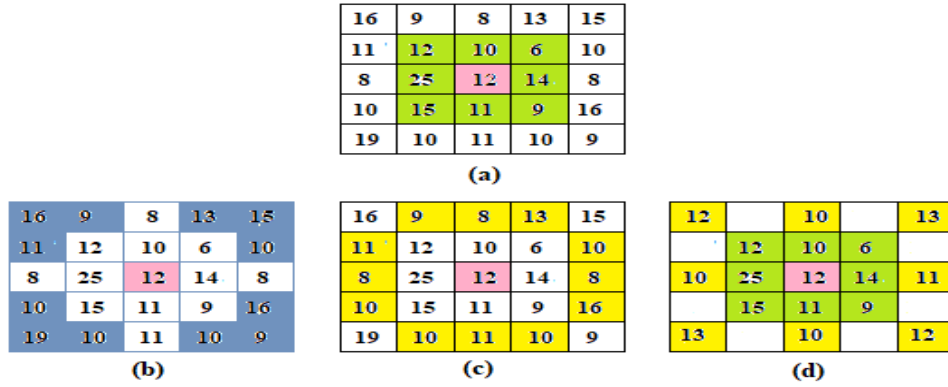 16 9 8 13 15
11 12 10 6 10
8 25 12 14 8
10 15 11 9 16
19 10 11 10 9
(a)
16 9 8 13 15
11 12 10 6 10
8 25 12 14 8
10 15 11 9 16
19 10 11 10 9
(b)
16 9 8 13 15
11 12 10 6 10
8 25 12 14 8
10 15 11 9 16
19 10 11 10 9
(c)
12 10 13
12 10 6
10 25 12 14 11
15 11 9
13 10 12
(d)